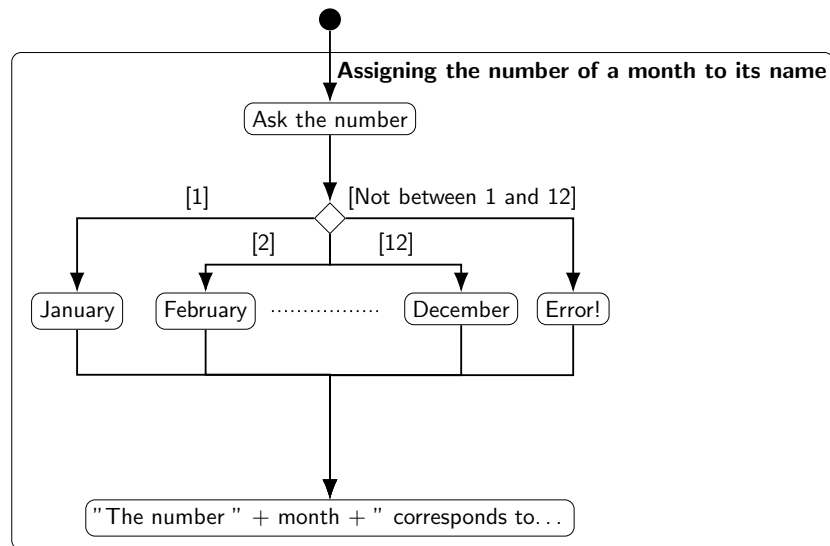 Assigning the number of a month to its name
Ask the number
[1]
[Not between 1 and 12]
[2]
[12]
January
February
December
Error!
"The number " + month + " corresponds to...